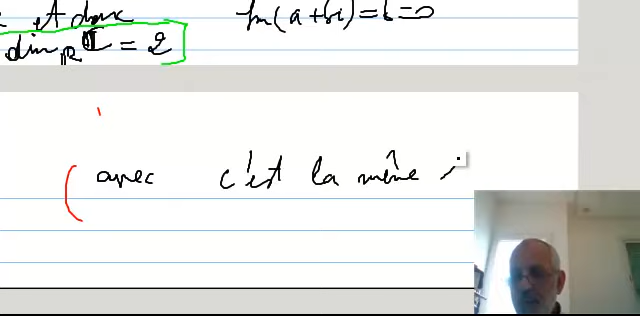 et donc
dim_ℝ ℂ = 2
Im(a+bi)=b=0
( avec c'est la même